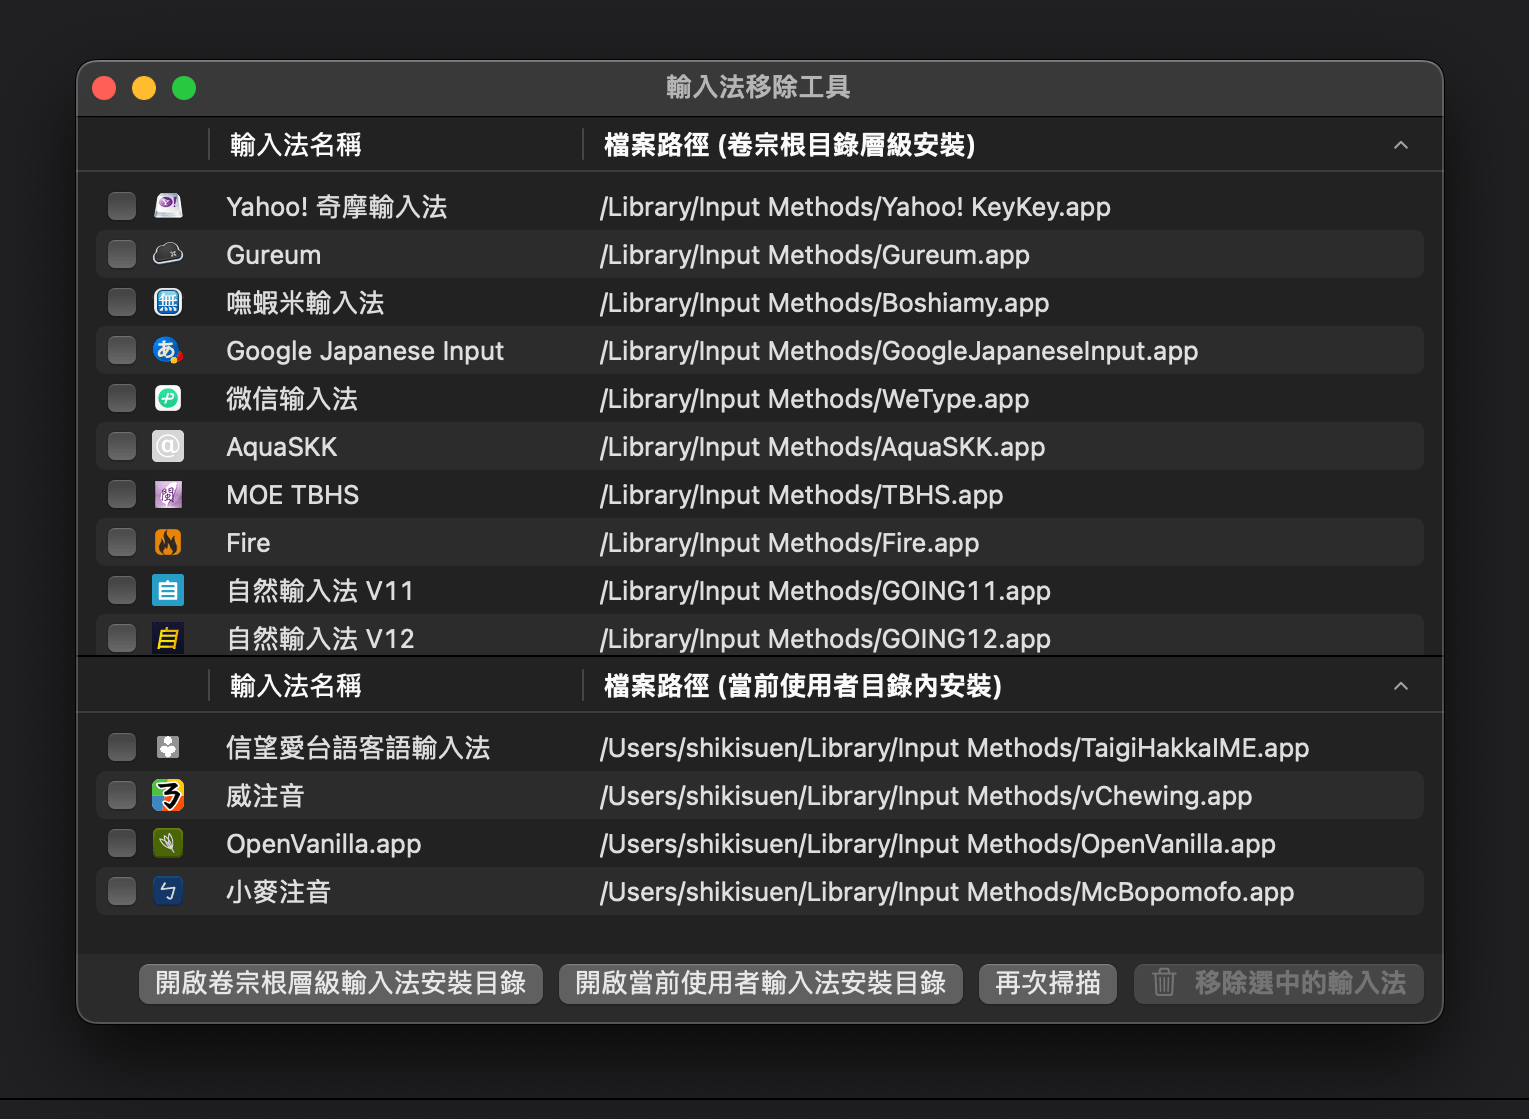 輸入法移除工具
輸入法名稱 檔案路徑 (卷宗根目錄層級安裝)
Yahoo! 奇摩輸入法 /Library/Input Methods/Yahoo! KeyKey.app
Gureum /Library/Input Methods/Gureum.app
無 嘸蝦米輸入法 /Library/Input Methods/Boshiamy.app
あ Google Japanese Input /Library/Input Methods/GoogleJapaneseInput.app
微信输入法 /Library/Input Methods/WeType.app
@ AquaSKK /Library/Input Methods/AquaSKK.app
閩 MOE TBHS /Library/Input Methods/TBHS.app
Fire /Library/Input Methods/Fire.app
自 自然輸入法 V11 /Library/Input Methods/GOING11.app
自 自然輸入法 V12 /Library/Input Methods/GOING12.app
輸入法名稱 檔案路徑 (當前使用者目錄內安裝)
信望愛台語客語輸入法 /Users/shikisuen/Library/Input Methods/TaigiHakkaIME.app
ㄋ 威注音 /Users/shikisuen/Library/Input Methods/vChewing.app
OpenVanilla.app /Users/shikisuen/Library/Input Methods/OpenVanilla.app
ㄅ 小麥注音 /Users/shikisuen/Library/Input Methods/McBopomofo.app
開啟卷宗根層級輸入法安裝目錄 開啟當前使用者輸入法安裝目錄 再次掃描 移除選中的輸入法